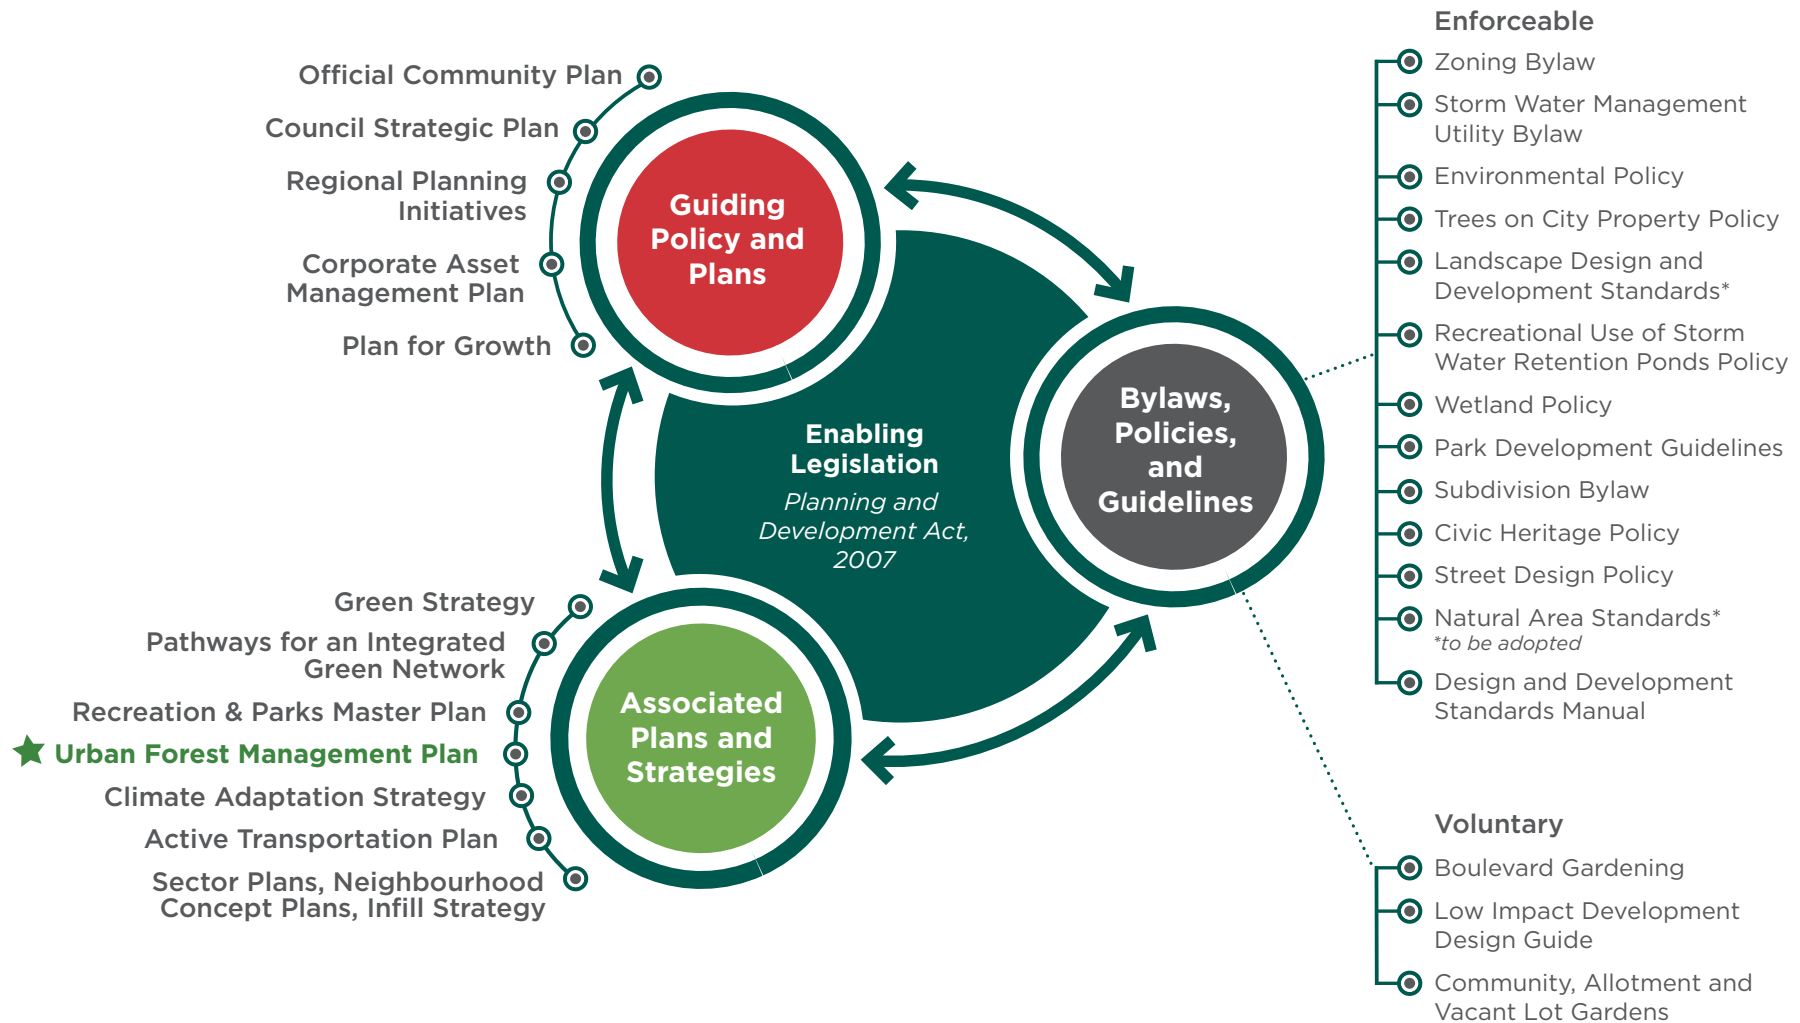 Official Community Plan
Council Strategic Plan
Regional Planning
Initiatives
Corporate Asset
Management Plan
Plan for Growth
Guiding
Policy and
Plans
Enabling
Legislation
Planning and
Development Act,
2007
Bylaws,
Policies,
and
Guidelines
Green Strategy
Pathways for an Integrated
Green Network
Recreation & Parks Master Plan
Urban Forest Management Plan
Climate Adaptation Strategy
Active Transportation Plan
Sector Plans, Neighbourhood
Concept Plans, Infill Strategy
Associated
Plans and
Strategies
Enforceable
Zoning Bylaw
Storm Water Management
Utility Bylaw
Environmental Policy
Trees on City Property Policy
Landscape Design and
Development Standards*
Recreational Use of Storm
Water Retention Ponds Policy
Wetland Policy
Park Development Guidelines
Subdivision Bylaw
Civic Heritage Policy
Street Design Policy
Natural Area Standards*
*to be adopted
Design and Development
Standards Manual
Voluntary
Boulevard Gardening
Low Impact Development
Design Guide
Community, Allotment and
Vacant Lot Gardens